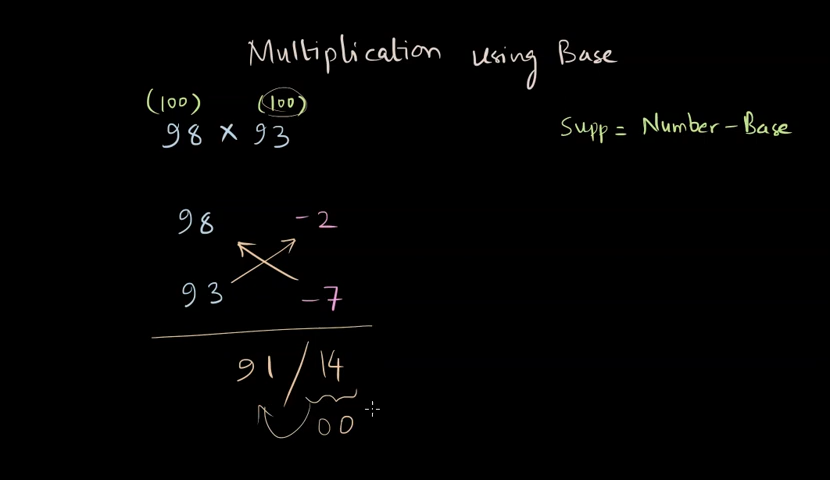 Multiplication using Base
(100) (100)
98 × 93
Supp = Number - Base
98 -2
93 -7
91 / 14
00